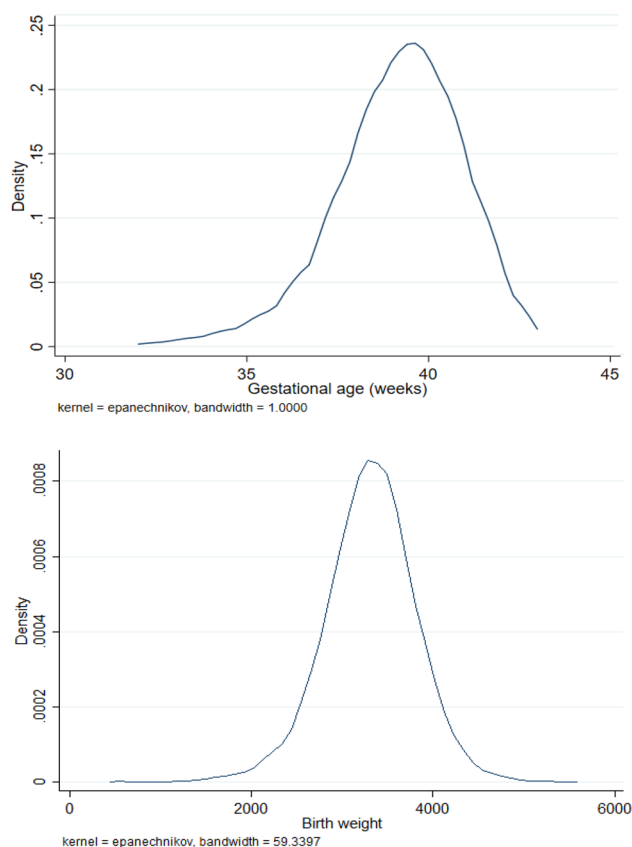 .25
.2
.15
.1
.05
0
Density
30 35 40 45
Gestational age (weeks)
kernel = epanechnikov, bandwidth = 1.0000
.0008
.0006
.0004
.0002
0
Density
0 2000 4000 6000
Birth weight
kernel = epanechnikov, bandwidth = 59.3397